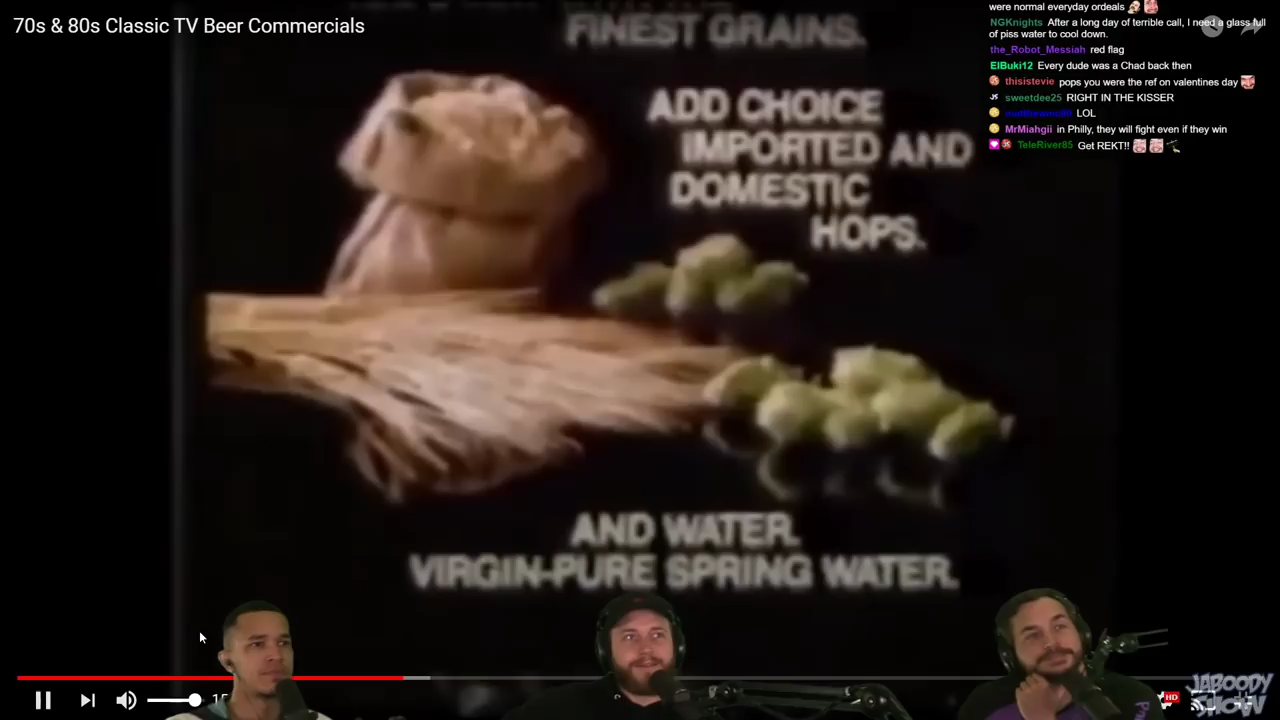 70s & 80s Classic TV Beer Commercials
FINEST GRAINS.
ADD CHOICE
IMPORTED AND
DOMESTIC
HOPS.
AND WATER.
VIRGIN-PURE SPRING WATER.
were normal everyday ordeals
NGKnights After a long day of terrible call, I need a glass full
of piss water to cool down.
the_Robot_Messiah red flag
ElBuki12 Every dude was a Chad back then
thisistevie pops you were the ref on valentines day
sweetdee25 RIGHT IN THE KISSER
LOL
MrMiahgii in Philly, they will fight even if they win
TeleRiver85 Get REKT!!
HD
JABOODY
SHOW